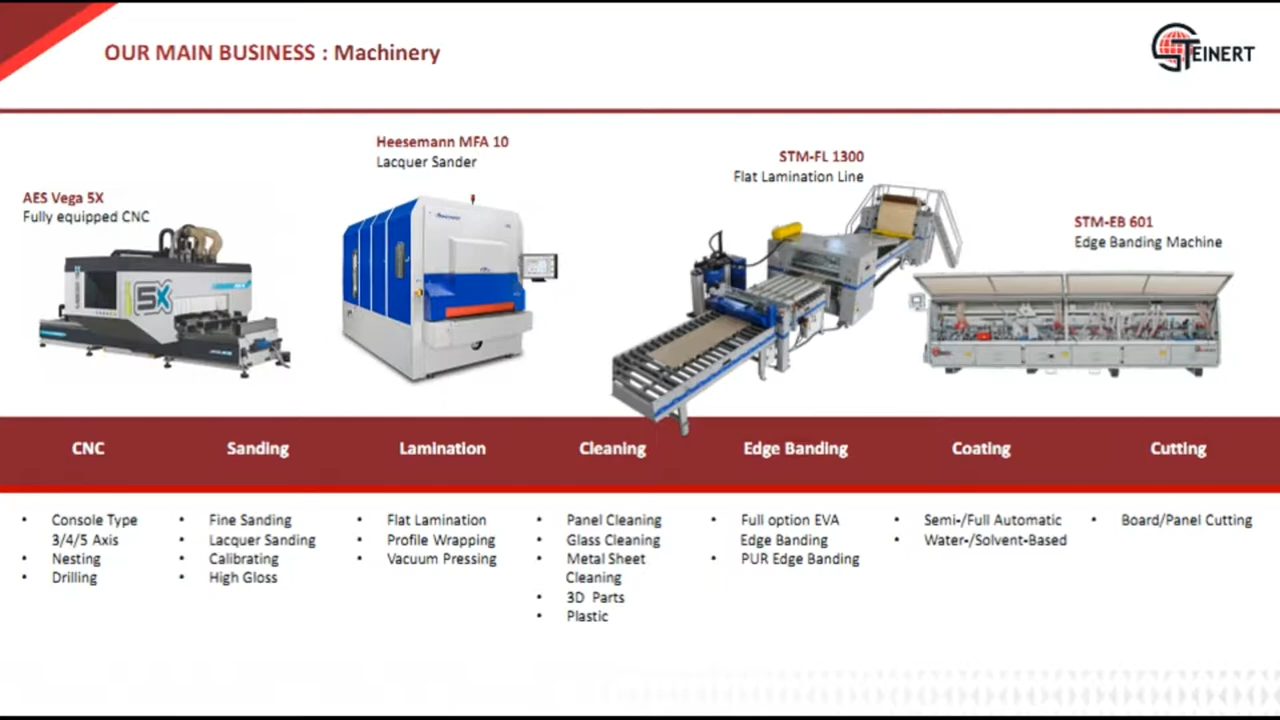 OUR MAIN BUSINESS : Machinery
STEINERT
Heesemann MFA 10
Lacquer Sander
STM-FL 1300
Flat Lamination Line
AES Vega 5X
Fully equipped CNC
STM-EB 601
Edge Banding Machine
5X
CNC
Sanding
Lamination
Cleaning
Edge Banding
Coating
Cutting
• Console Type
3/4/5 Axis
• Nesting
• Drilling
• Fine Sanding
• Lacquer Sanding
• Calibrating
• High Gloss
• Flat Lamination
• Profile Wrapping
• Vacuum Pressing
• Panel Cleaning
• Glass Cleaning
• Metal Sheet
Cleaning
• 3D Parts
• Plastic
• Full option EVA
Edge Banding
• PUR Edge Banding
• Semi-/Full Automatic
• Water-/Solvent-Based
• Board/Panel Cutting